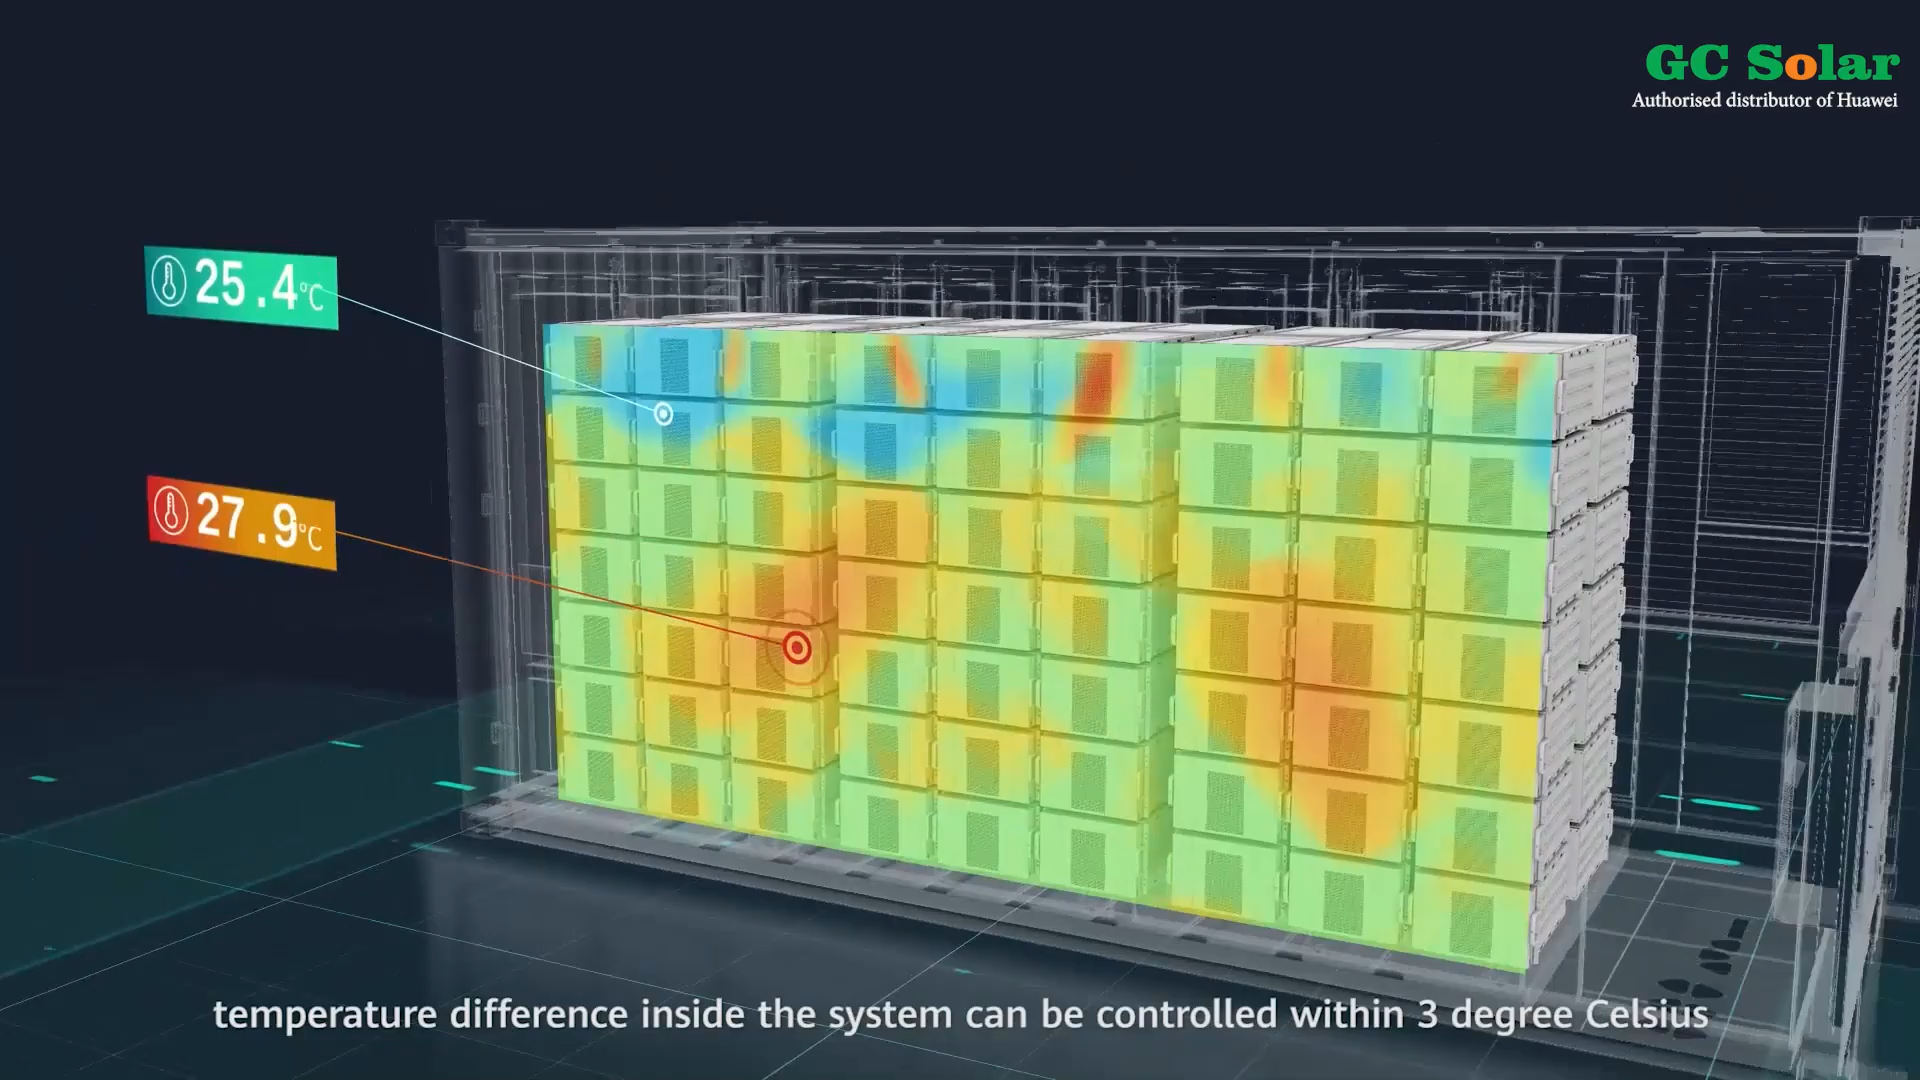 GC Solar
Authorised distributor of Huawei
25.4°C
27.9°C
temperature difference inside the system can be controlled within 3 degree Celsius